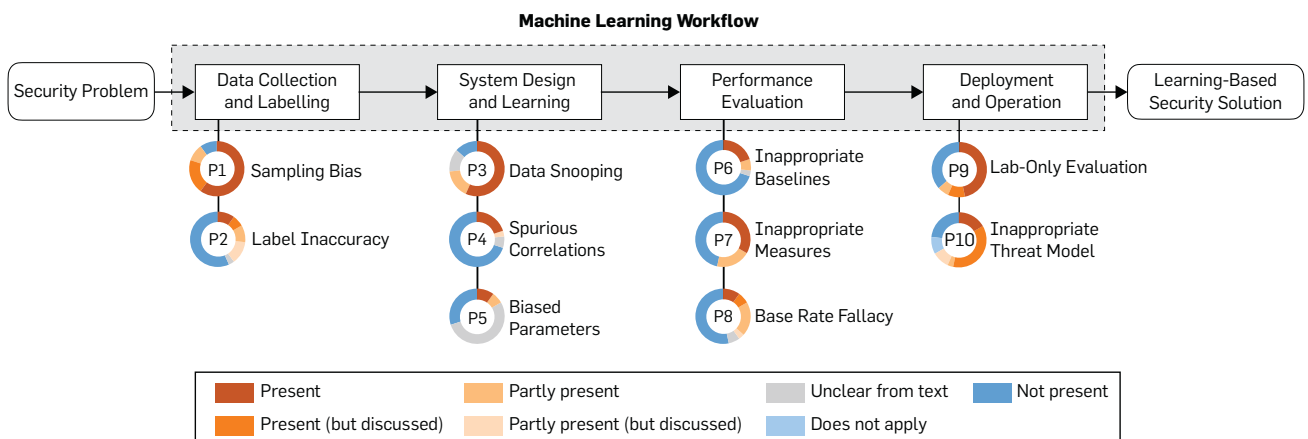 Machine Learning Workflow
Security Problem
Data Collection
and Labelling
System Design
and Learning
Performance
Evaluation
Deployment
and Operation
Learning-Based
Security Solution
P1
Sampling Bias
P2
Label Inaccuracy
P3
Data Snooping
P4
Spurious
Correlations
P5
Biased
Parameters
P6
Inappropriate
Baselines
P7
Inappropriate
Measures
P8
Base Rate Fallacy
P9
Lab-Only Evaluation
P10
Inappropriate
Threat Model
Present
Partly present
Unclear from text
Not present
Present (but discussed)
Partly present (but discussed)
Does not apply